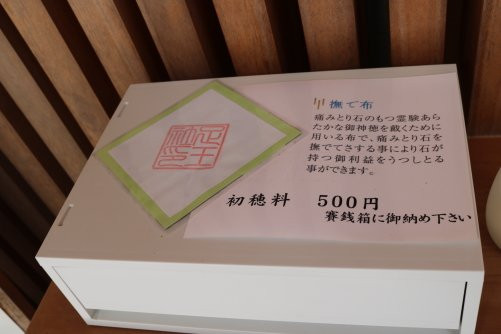 撫で布
痛みとり石のもつ霊験あら
たかな御神徳を戴くために
用いる布で、痛みとり石を
撫でてさする事により石が
持つ御利益をうつしとる
事ができます。
初穂料 500円
賽銭箱に御納め下さい